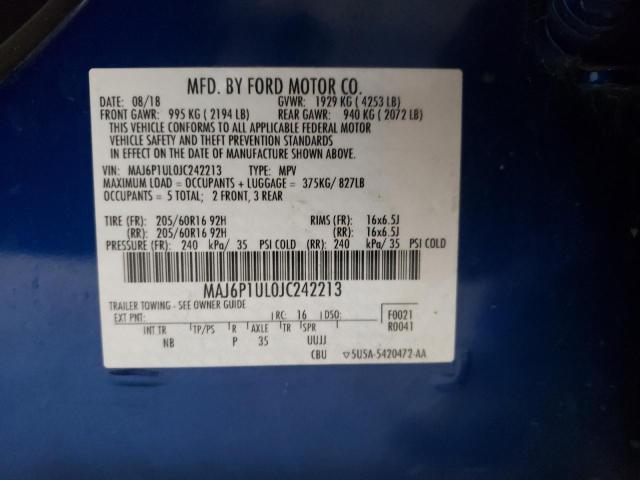 MFD. BY FORD MOTOR CO.
DATE: 08/18 GVWR: 1929 KG ( 4253 LB)
FRONT GAWR: 995 KG ( 2194 LB) REAR GAWR: 940 KG ( 2072 LB)
THIS VEHICLE CONFORMS TO ALL APPLICABLE FEDERAL MOTOR
VEHICLE SAFETY AND THEFT PREVENTION STANDARDS
IN EFFECT ON THE DATE OF MANUFACTURE SHOWN ABOVE.
VIN: MAJ6P1UL0JC242213 TYPE: MPV
MAXIMUM LOAD = OCCUPANTS + LUGGAGE = 375KG/ 827LB
OCCUPANTS = 5 TOTAL; 2 FRONT, 3 REAR
TIRE (FR): 205/60R16 92H RIMS (FR): 16x6.5J
(RR): 205/60R16 92H (RR): 16x6.5J
PRESSURE (FR): 240 kPa/ 35 PSI COLD (RR): 240 kPa/ 35 PSI COLD
MAJ6P1UL0JC242213
TRAILER TOWING - SEE OWNER GUIDE
EXT PNT: RC: 16 DSO: F0021
INT TR TP/PS R AXLE TR SPR R0041
NB P 35 UUJJ
CBU ▽5U5A-5420472-AA